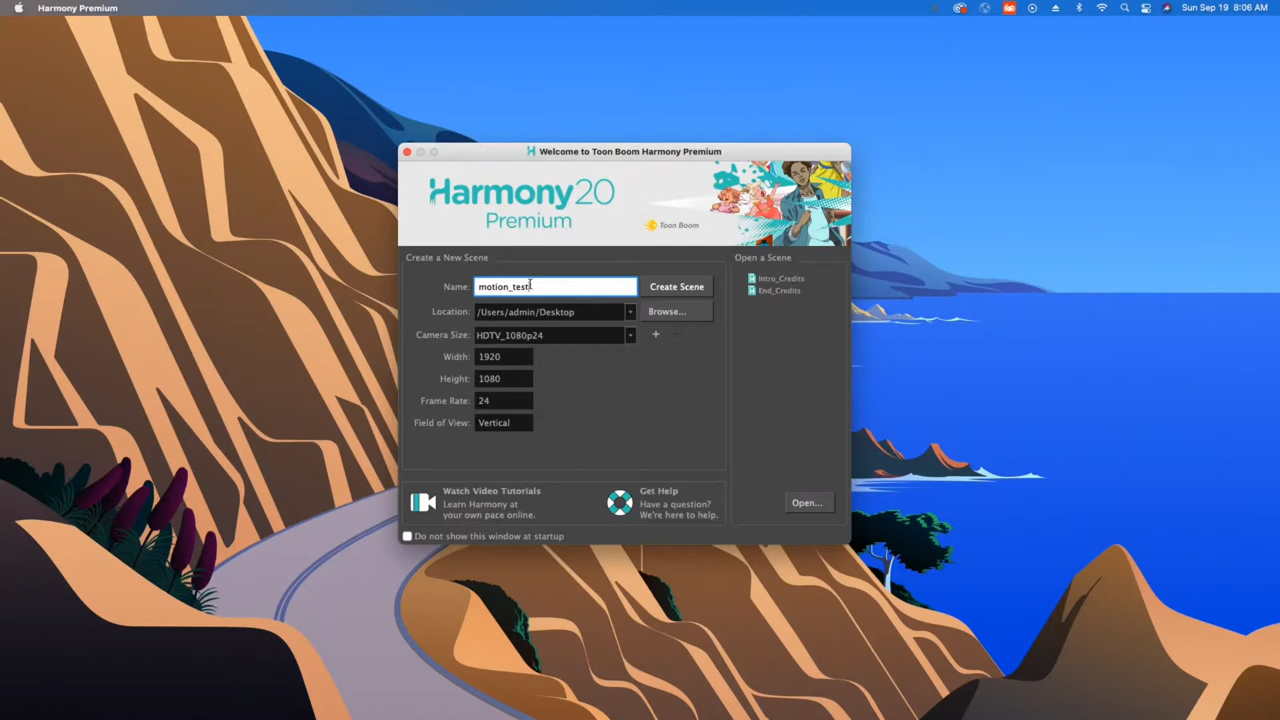 Harmony Premium
Sun Sep 19 8:06 AM
Welcome to Toon Boom Harmony Premium
Harmony20
Premium
Toon Boom
Create a New Scene
Name: motion_test Create Scene
Location: /Users/admin/Desktop Browse...
Camera Size: HDTV_1080p24 +
Width: 1920
Height: 1080
Frame Rate: 24
Field of View: Vertical
Open a Scene
Intro_Credits
End_Credits
Open...
Watch Video Tutorials
Learn Harmony at
your own pace online.
Get Help
Have a question?
We're here to help.
Do not show this window at startup